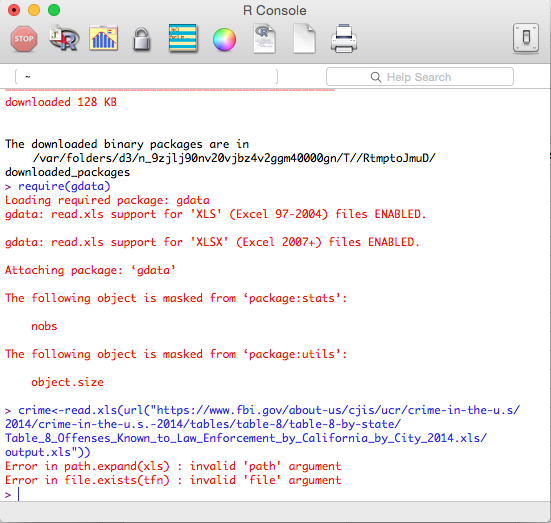 R Console
STOP
R
~
Help Search
downloaded 128 KB
The downloaded binary packages are in
/var/folders/d3/n_9zjlj90nv20vjbz4v2ggm40000gn/T//RtmptoJmuD/
downloaded_packages
> require(gdata)
Loading required package: gdata
gdata: read.xls support for 'XLS' (Excel 97-2004) files ENABLED.
gdata: read.xls support for 'XLSX' (Excel 2007+) files ENABLED.
Attaching package: ‘gdata’
The following object is masked from ‘package:stats’:
nobs
The following object is masked from ‘package:utils’:
object.size
> crime<-read.xls(url("https://www.fbi.gov/about-us/cjis/ucr/crime-in-the-u.s/
2014/crime-in-the-u.s.-2014/tables/table-8/table-8-by-state/
Table_8_Offenses_Known_to_Law_Enforcement_by_California_by_City_2014.xls/
output.xls"))
Error in path.expand(xls) : invalid 'path' argument
Error in file.exists(tfn) : invalid 'file' argument
>